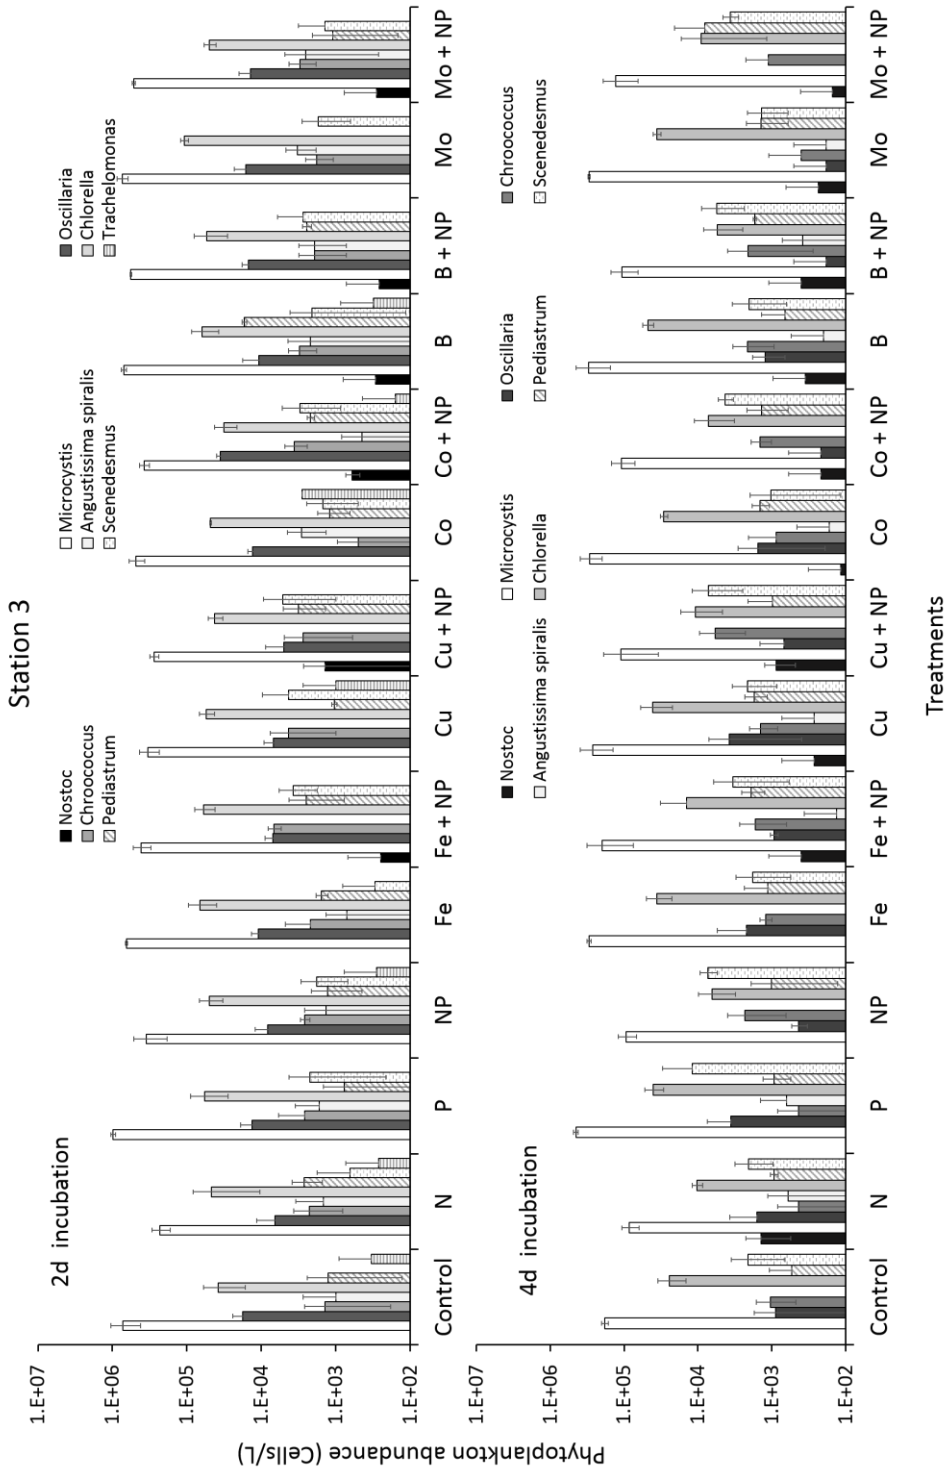 Station 3
2d incubation
Nostoc
Microcystis
Oscillaria
Chroococcus
Angustissima spiralis
Chlorella
Pediastrum
Scenedesmus
Trachelomonas
1.E+07
1.E+06
1.E+05
1.E+04
1.E+03
1.E+02
Control N P NP Fe Fe + NP Cu Cu + NP Co Co + NP B B + NP Mo Mo + NP
Phytoplankton abundance (Cells/L)
4d incubation
Nostoc
Microcystis
Oscillaria
Chroococcus
Angustissima spiralis
Chlorella
Pediastrum
Scenedesmus
1.E+07
1.E+06
1.E+05
1.E+04
1.E+03
1.E+02
Control N P NP Fe Fe + NP Cu Cu + NP Co Co + NP B B + NP Mo Mo + NP
Treatments